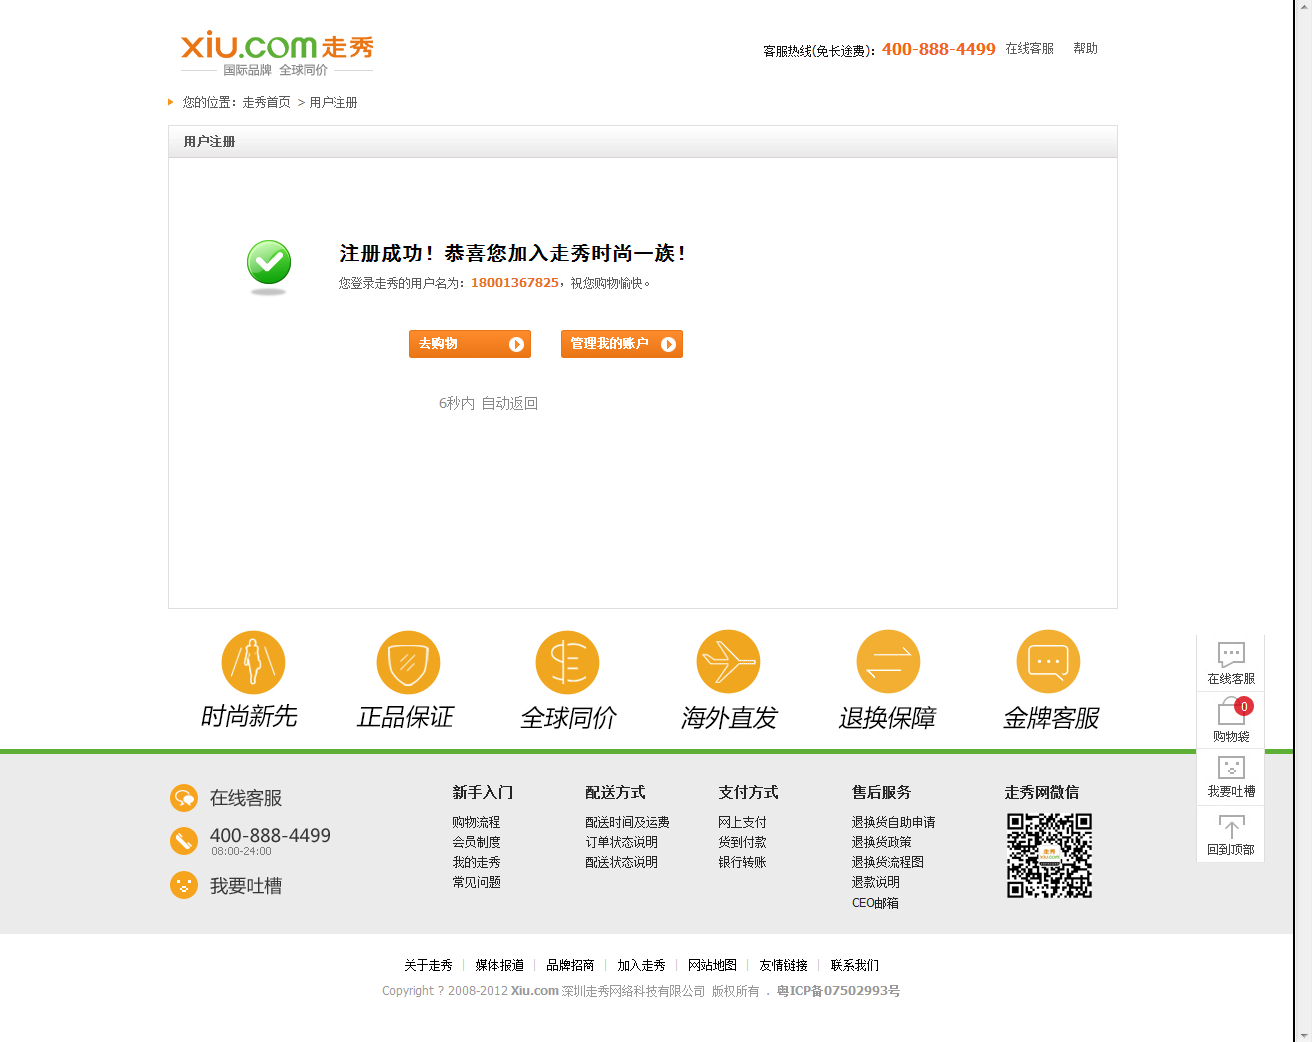 xiu.com走秀
国际品牌 全球同价
客服热线(免长途费)：400-888-4499 在线客服 帮助
您的位置：走秀首页 > 用户注册
用户注册
注册成功！恭喜您加入走秀时尚一族！
您登录走秀的用户名为：18001367825，祝您购物愉快。
去购物 管理我的账户
6秒内 自动返回
时尚新先 正品保证 全球同价 海外直发 退换保障 金牌客服
在线客服
0
购物袋
我要吐槽
回到顶部
在线客服
400-888-4499
08:00-24:00
我要吐槽
新手入门
购物流程
会员制度
我的走秀
常见问题
配送方式
配送时间及运费
订单状态说明
配送状态说明
支付方式
网上支付
货到付款
银行转账
售后服务
退换货自助申请
退换货政策
退换货流程图
退款说明
CEO邮箱
走秀网微信
走秀
xiu.com
关于走秀 | 媒体报道 | 品牌招商 | 加入走秀 | 网站地图 | 友情链接 | 联系我们
Copyright ? 2008-2012 Xiu.com 深圳走秀网络科技有限公司 版权所有 . 粤ICP备07502993号